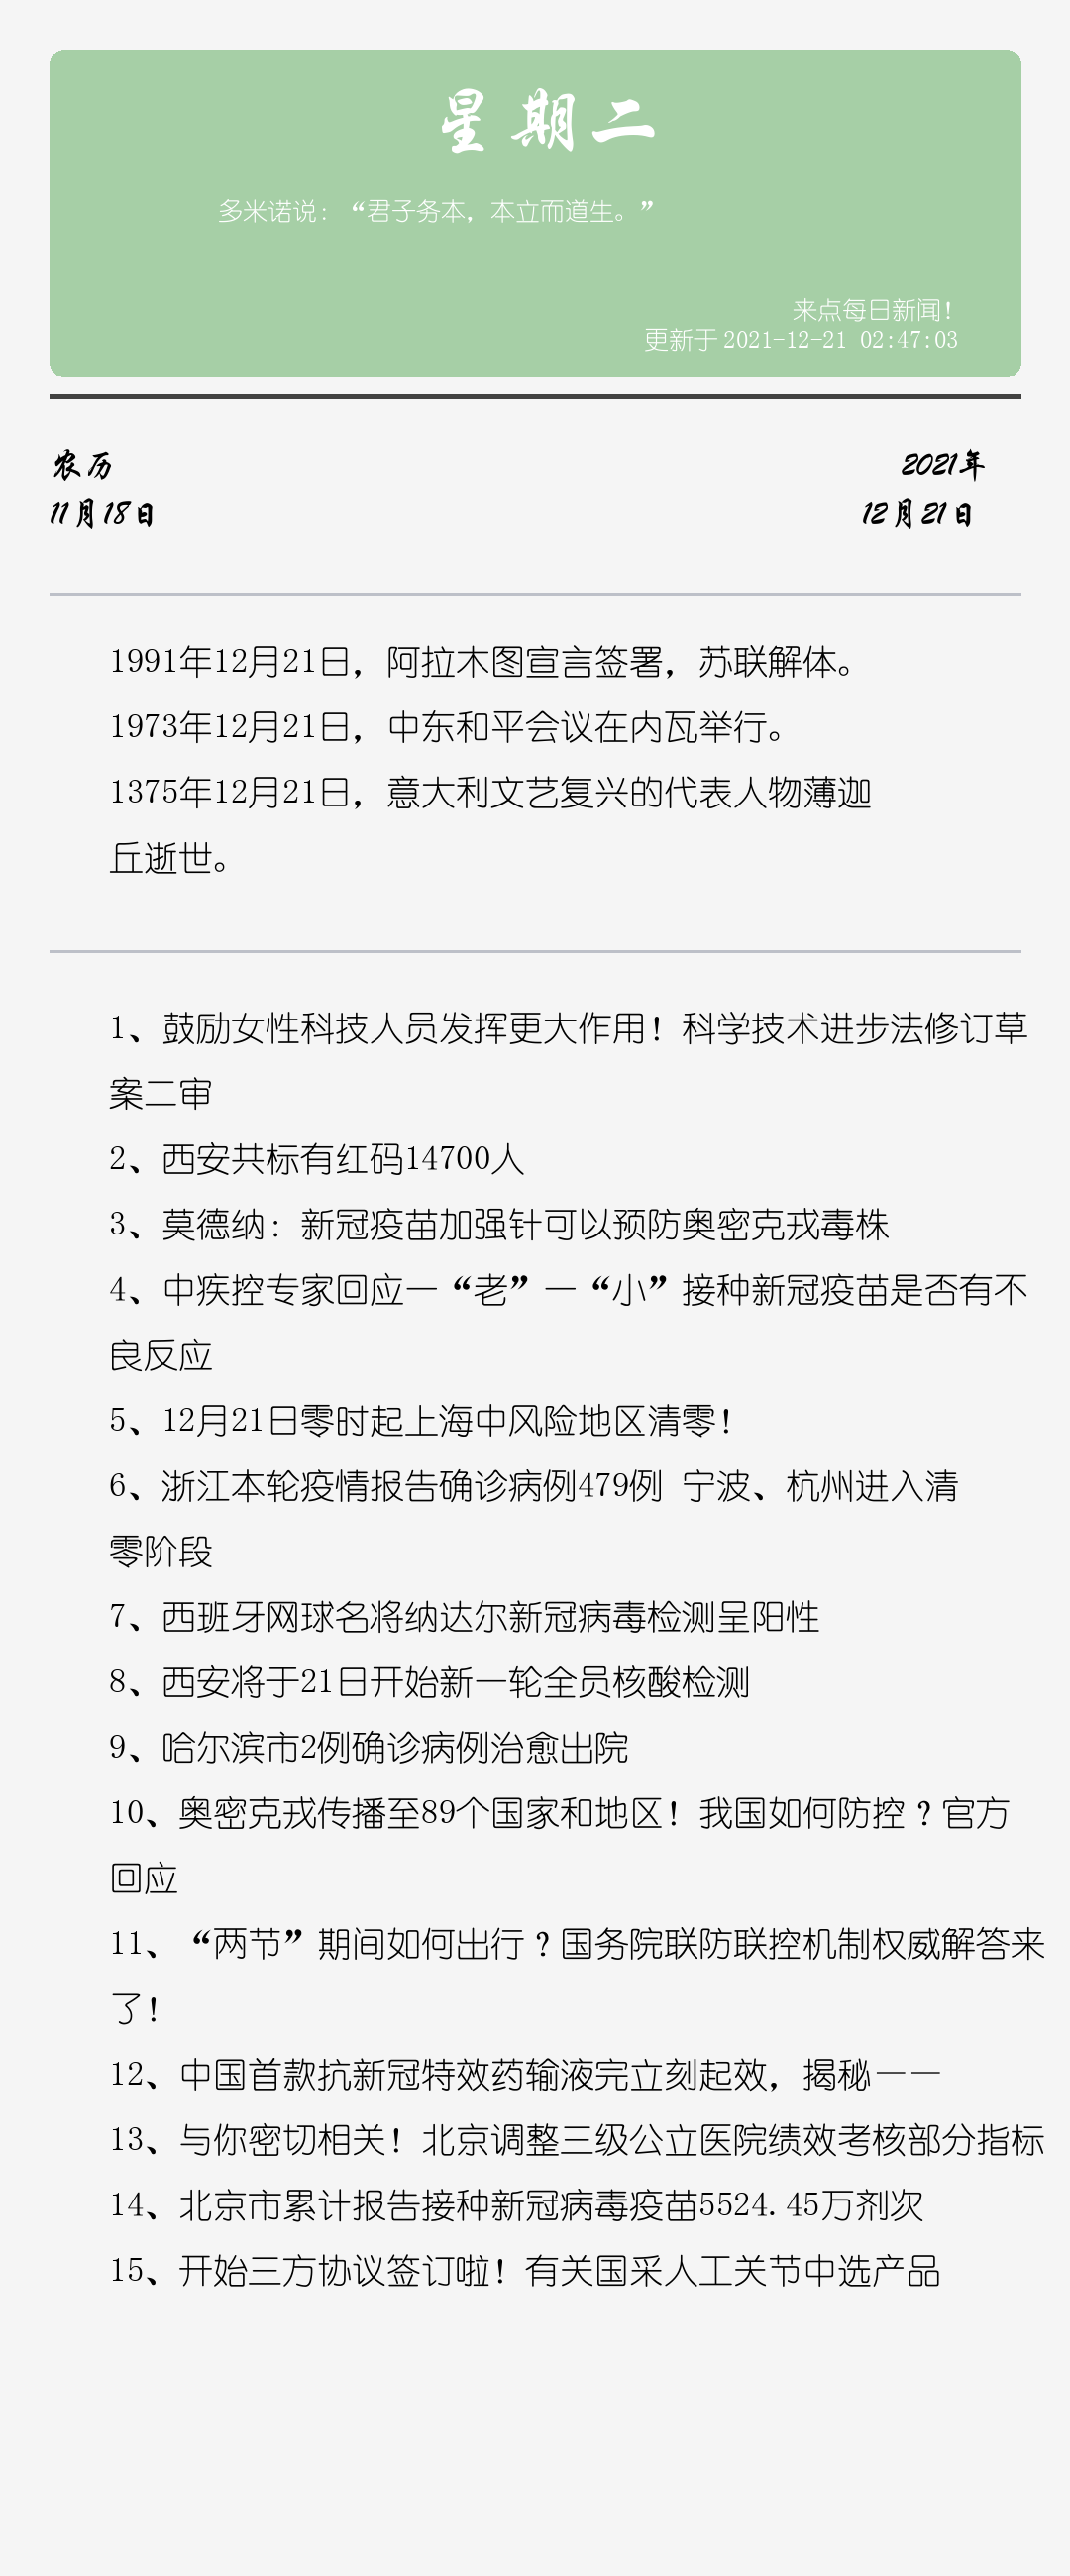 星期二
多米诺说：“君子务本，本立而道生。”
来点每日新闻！
更新于 2021-12-21 02:47:03
农历
2021年
11月18日
12月21日
1991年12月21日，阿拉木图宣言签署，苏联解体。
1973年12月21日，中东和平会议在内瓦举行。
1375年12月21日，意大利文艺复兴的代表人物薄迦
丘逝世。
1、鼓励女性科技人员发挥更大作用！科学技术进步法修订草
案二审
2、西安共标有红码14700人
3、莫德纳：新冠疫苗加强针可以预防奥密克戎毒株
4、中疾控专家回应一“老”一“小”接种新冠疫苗是否有不
良反应
5、12月21日零时起上海中风险地区清零！
6、浙江本轮疫情报告确诊病例479例 宁波、杭州进入清
零阶段
7、西班牙网球名将纳达尔新冠病毒检测呈阳性
8、西安将于21日开始新一轮全员核酸检测
9、哈尔滨市2例确诊病例治愈出院
10、奥密克戎传播至89个国家和地区！我国如何防控？官方
回应
11、“两节”期间如何出行？国务院联防联控机制权威解答来
了！
12、中国首款抗新冠特效药输液完立刻起效，揭秘——
13、与你密切相关！北京调整三级公立医院绩效考核部分指标
14、北京市累计报告接种新冠病毒疫苗5524.45万剂次
15、开始三方协议签订啦！有关国采人工关节中选产品